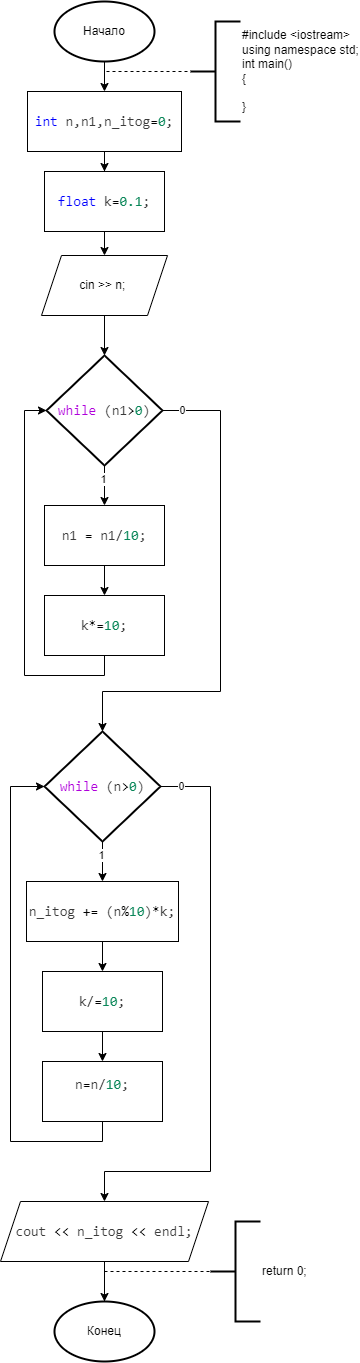 Начало
#include <iostream>
using namespace std;
int main()
{
}
int n,n1,n_itog=0;
float k=0.1;
cin >> n;
while (n1>0)
0
1
n1 = n1/10;
k*=10;
while (n>0)
0
1
n_itog += (n%10)*k;
k/=10;
n=n/10;
cout << n_itog << endl;
return 0;
Конец